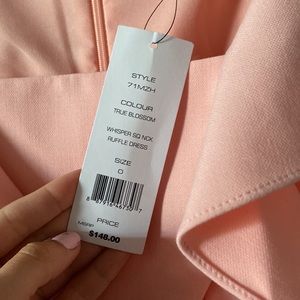 STYLE
71MZH
COLOUR
TRUE BLOSSOM
WHISPER SQ NCK
RUFFLE DRESS
SIZE
0
PRICE
MSRP
$148.00